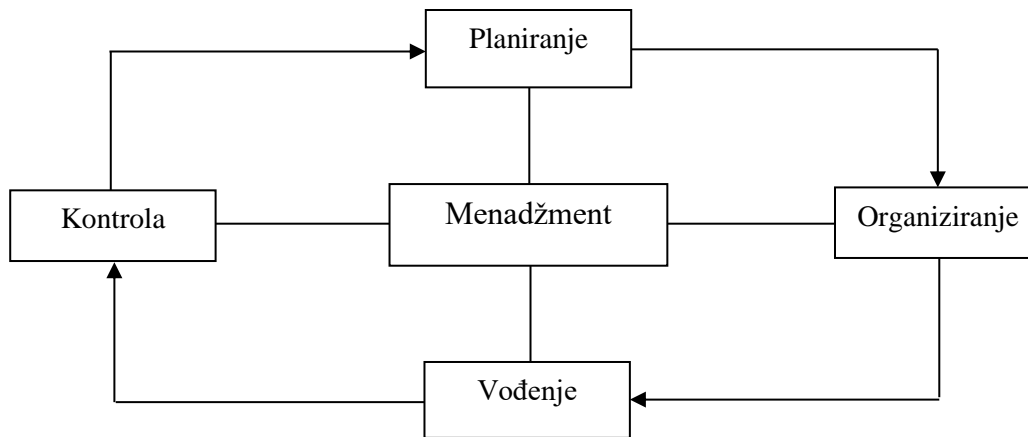 Planiranje
Kontrola
Menadžment
Organiziranje
Vođenje